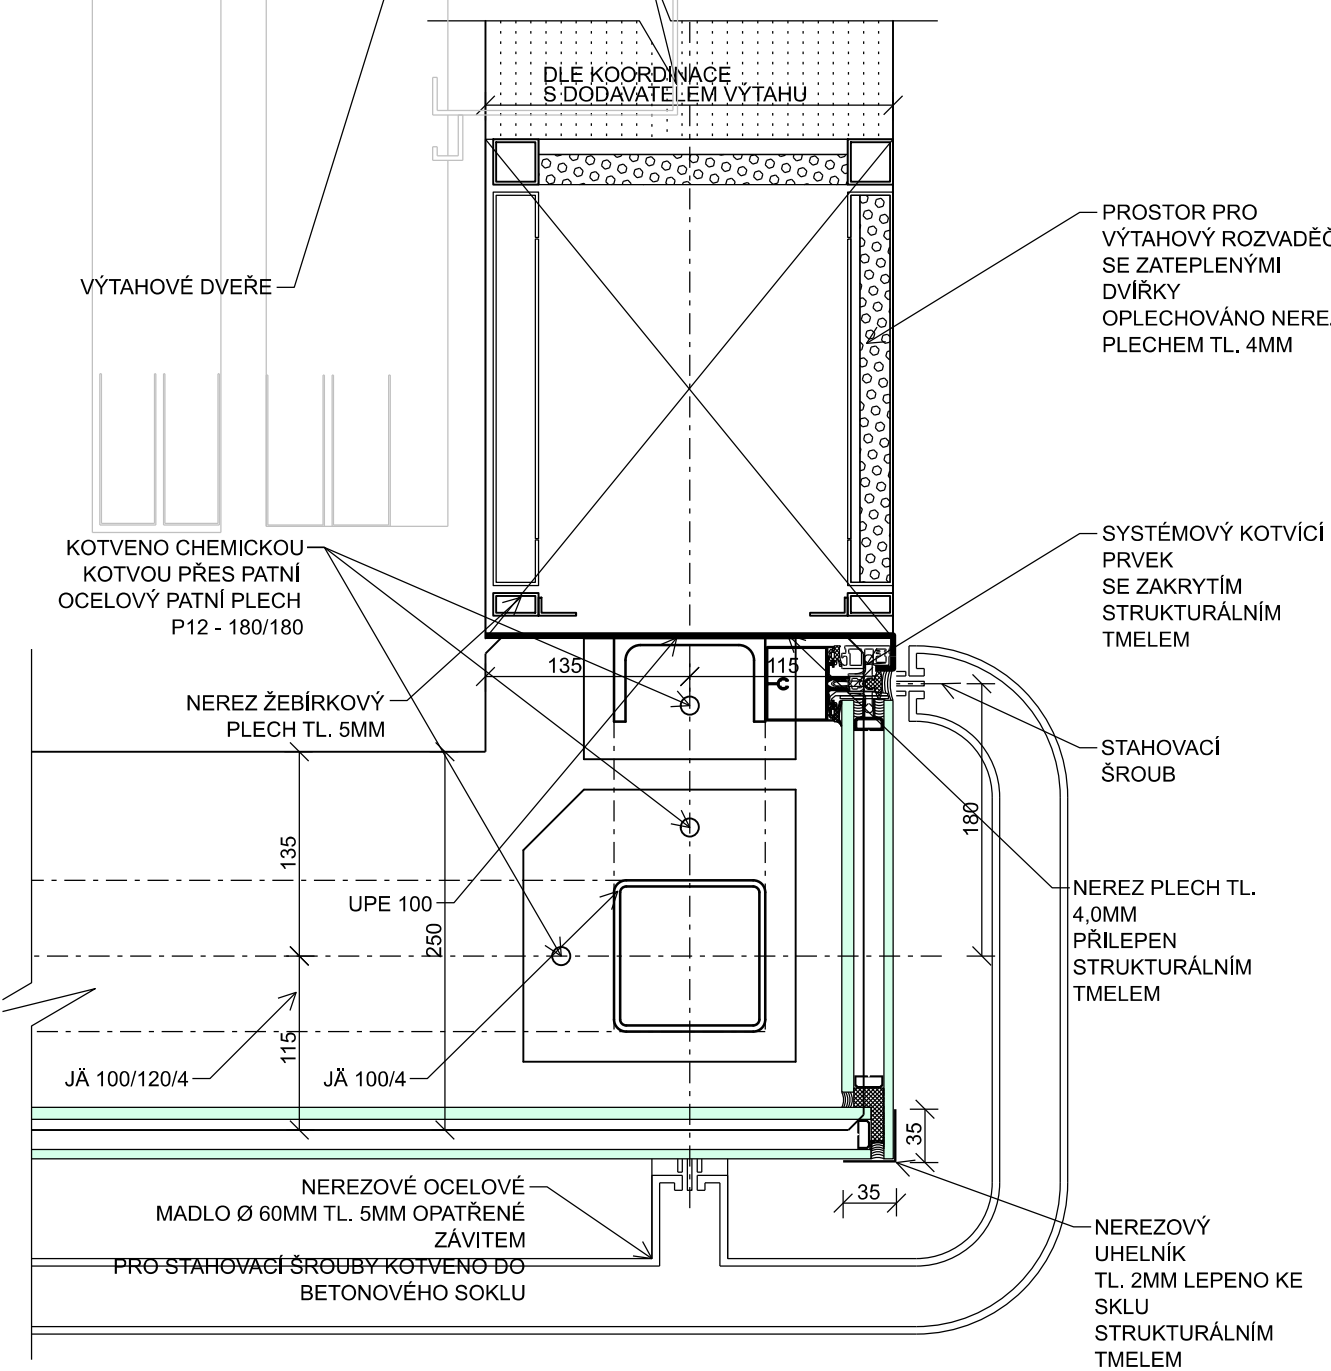 DLE KOORDINACE
S DODAVATELEM VÝTAHU
PROSTOR PRO
VÝTAHOVÝ ROZVADĚČ
SE ZATEPLENÝMI
DVÍŘKY
OPLECHOVÁNO NEREZ
PLECHEM TL. 4MM
VÝTAHOVÉ DVEŘE
KOTVENO CHEMICKOU
KOTVOU PŘES PATNÍ
OCELOVÝ PATNÍ PLECH
P12 - 180/180
SYSTÉMOVÝ KOTVÍCÍ
PRVEK
SE ZAKRYTÍM
STRUKTURÁLNÍM
TMELEM
135
115
NEREZ ŽEBÍRKOVÝ
PLECH TL. 5MM
STAHOVACÍ
ŠROUB
180
135
UPE 100
250
NEREZ PLECH TL.
4,0MM
PŘILEPEN
STRUKTURÁLNÍM
TMELEM
115
JÄ 100/120/4
JÄ 100/4
35
35
NEREZOVÉ OCELOVÉ
MADLO Ø 60MM TL. 5MM OPATŘENÉ
ZÁVITEM
PRO STAHOVACÍ ŠROUBY KOTVENO DO
BETONOVÉHO SOKLU
NEREZOVÝ
UHELNÍK
TL. 2MM LEPENO KE
SKLU
STRUKTURÁLNÍM
TMELEM